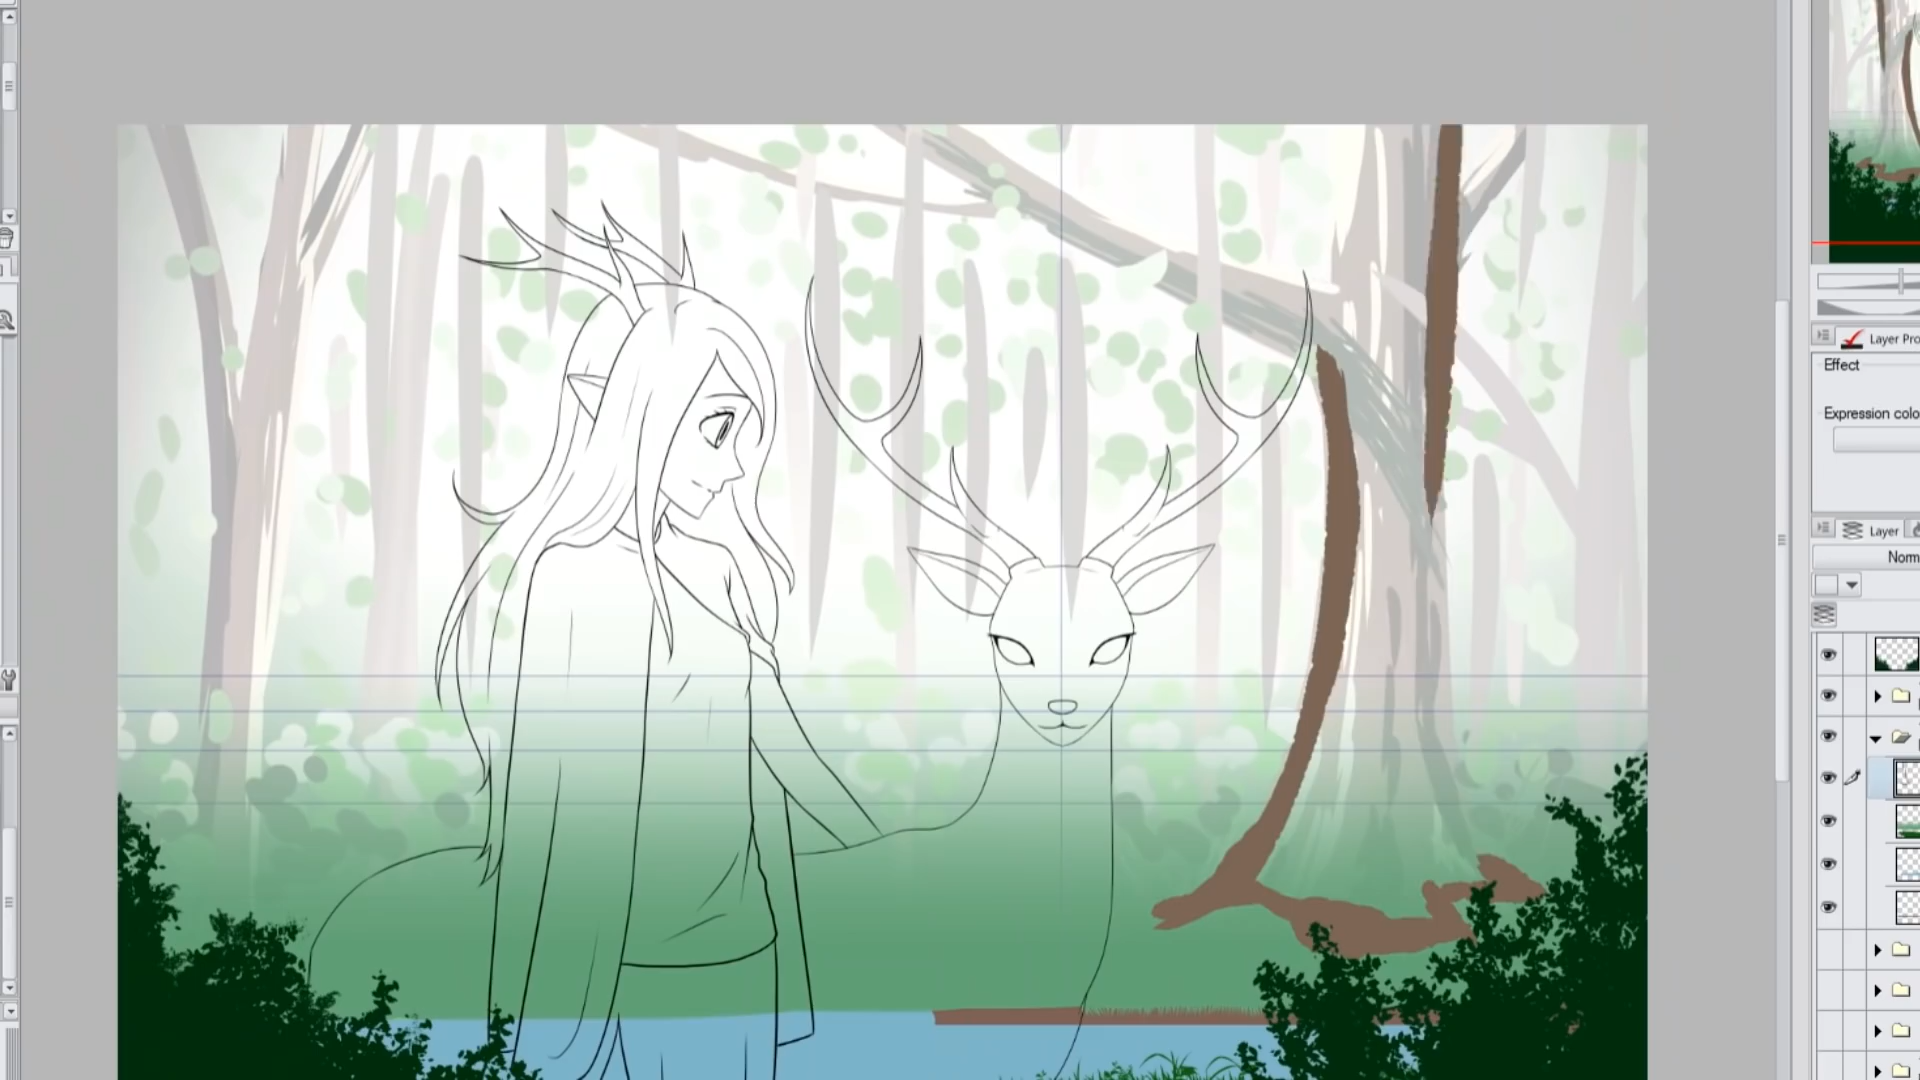 Layer Pro
Effect
Expression colo
Layer
Norm